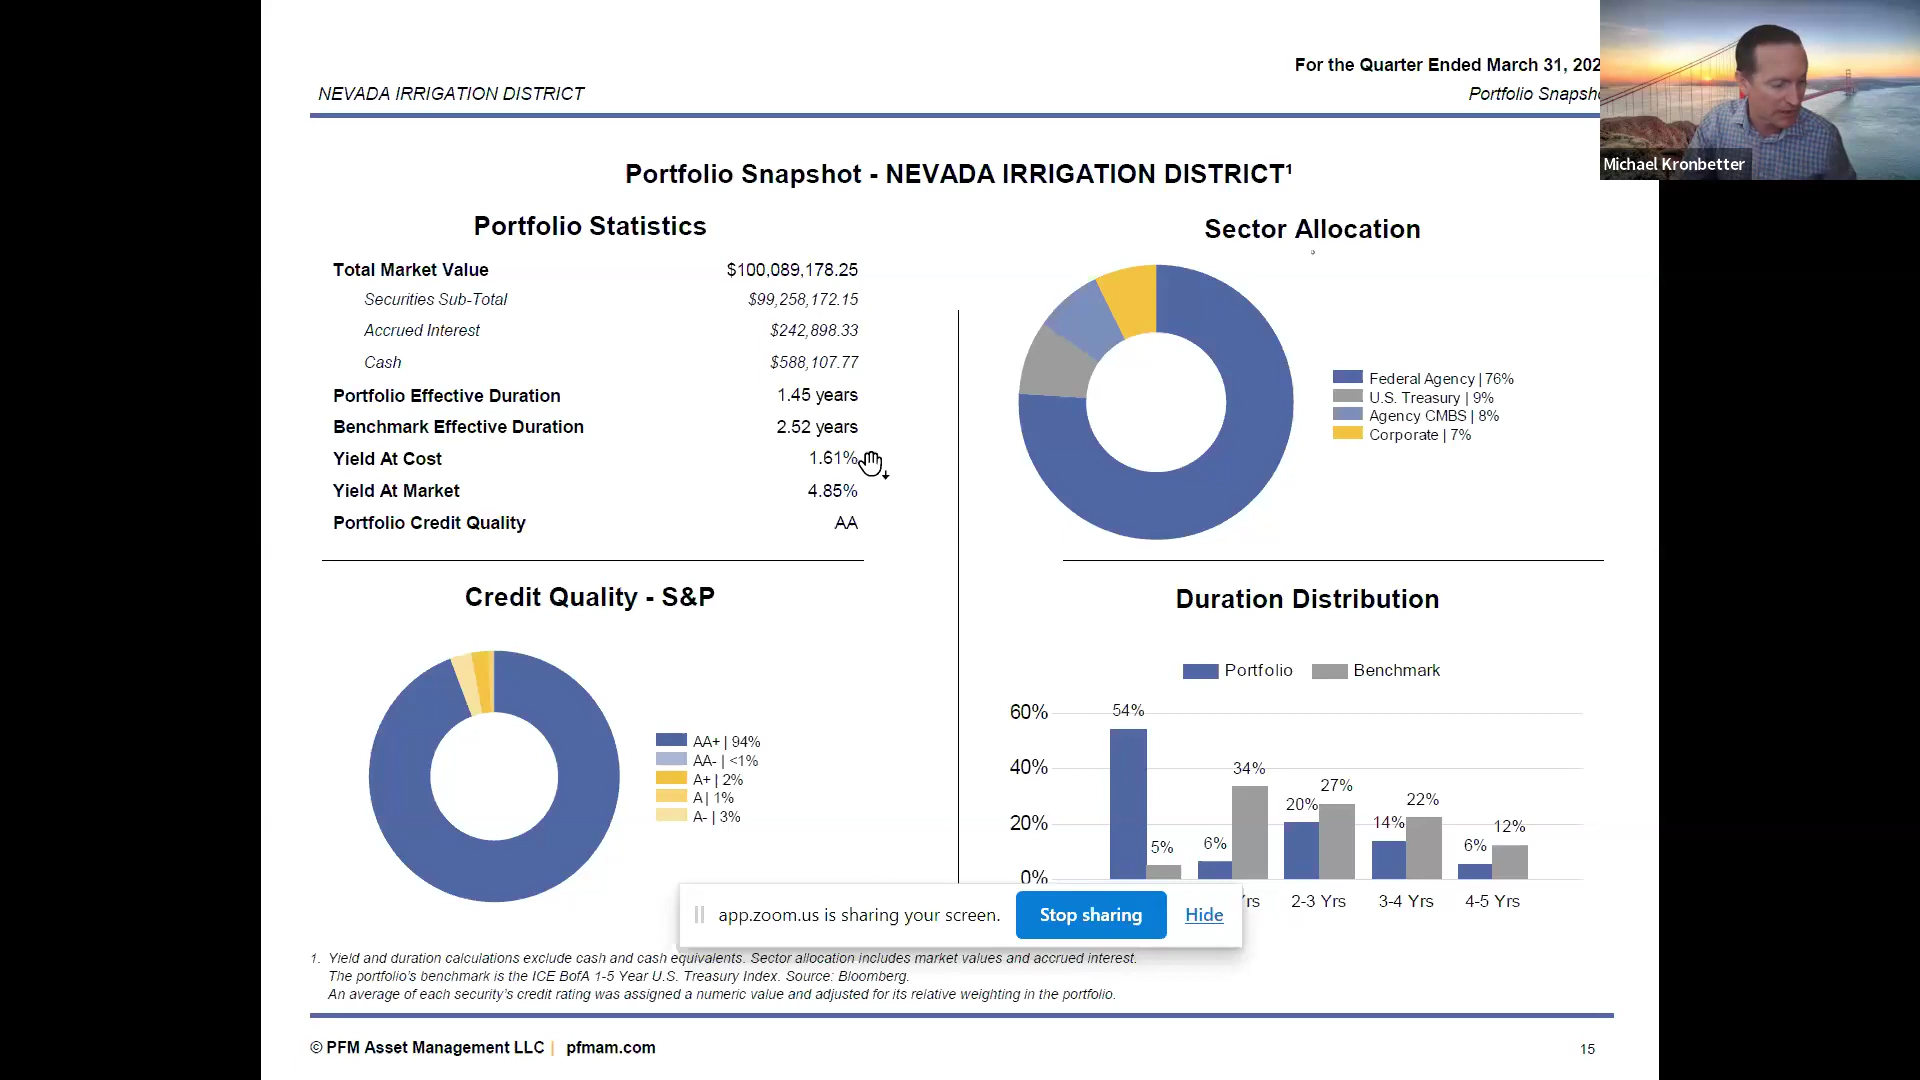 For the Quarter Ended March 31,
NEVADA IRRIGATION DISTRICT
Portfolio
Michael Kronbetter
Portfolio Snapshot - NEVADA IRRIGATION DISTRICT¹
Portfolio Statistics
Total Market Value $100,089,178.25
Securities Sub-Total $99,258,172.15
Accrued Interest $242,898.33
Cash $588,107.77
Portfolio Effective Duration 1.45 years
Benchmark Effective Duration 2.52 years
Yield At Cost 1.61%
Yield At Market 4.85%
Portfolio Credit Quality AA
Sector Allocation
Federal Agency | 76%
U.S. Treasury | 9%
Agency CMBS | 8%
Corporate | 7%
Credit Quality - S&P
AA+ | 94%
AA- | <1%
A+ | 2%
A | 1%
A- | 3%
Duration Distribution
Portfolio Benchmark
60%
40%
20%
0%
54%
5%
6%
34%
20%
27%
14%
22%
6%
12%
Yrs 2-3 Yrs 3-4 Yrs 4-5 Yrs
app.zoom.us is sharing your screen. Stop sharing Hide
1. Yield and duration calculations exclude cash and cash equivalents. Sector allocation includes market values and accrued interest.
The portfolio's benchmark is the ICE BofA 1-5 Year U.S. Treasury Index. Source: Bloomberg.
An average of each security's credit rating was assigned a numeric value and adjusted for its relative weighting in the portfolio.
© PFM Asset Management LLC | pfmam.com
15